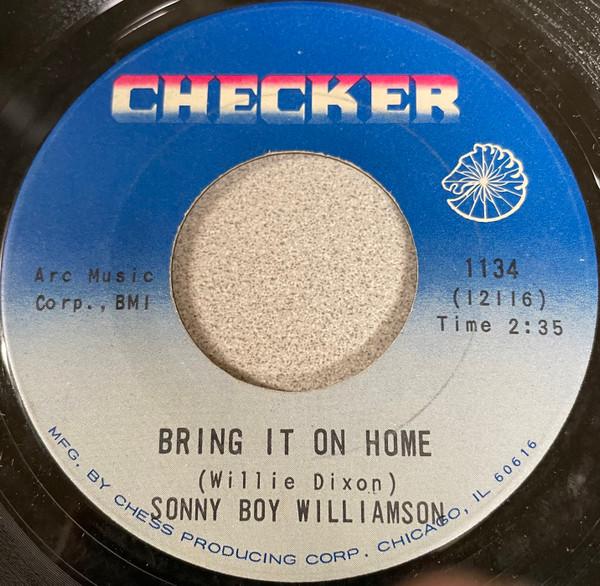 CHECKER
1134
(12116)
Time 2:35
Arc Music
Corp., BMI
BRING IT ON HOME
(Willie Dixon)
SONNY BOY WILLIAMSON
MFG. BY CHESS PRODUCING CORP. CHICAGO, IL 60616